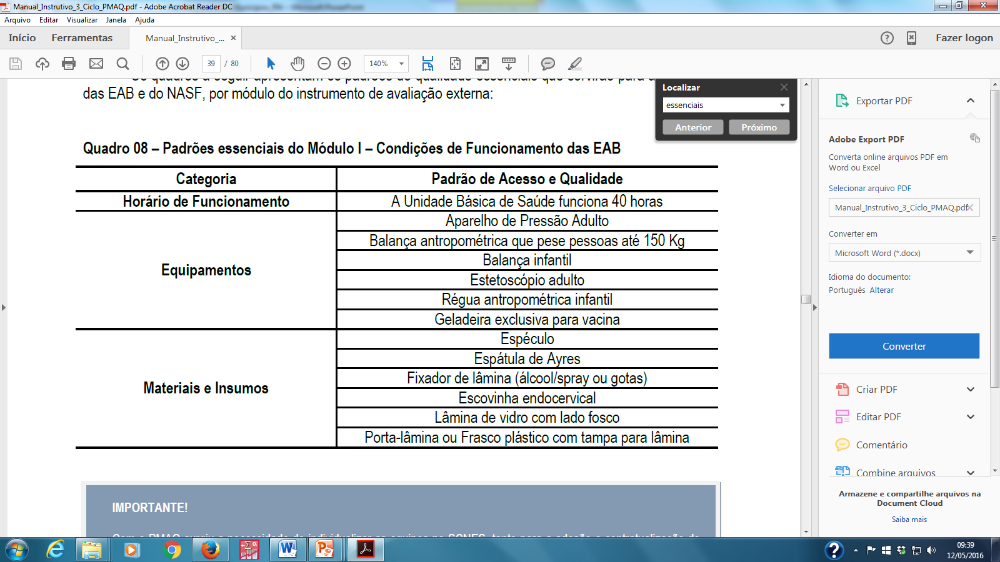 Manual_Instrutivo_3_Ciclo_PMAQ.pdf - Adobe Acrobat Reader DC
Arquivo Editar Visualizar Janela Ajuda
Início Ferramentas Manual_Instrutivo_... × Fazer logon
39 / 80 140%
das EAB e do NASF, por módulo do instrumento de avaliação externa:
Localizar
essenciais
Anterior Próximo
Quadro 08 – Padrões essenciais do Módulo I – Condições de Funcionamento das EAB
Categoria Padrão de Acesso e Qualidade
Horário de Funcionamento A Unidade Básica de Saúde funciona 40 horas
Equipamentos
Aparelho de Pressão Adulto
Balança antropométrica que pese pessoas até 150 Kg
Balança infantil
Estetoscópio adulto
Régua antropométrica infantil
Geladeira exclusiva para vacina
Materiais e Insumos
Espéculo
Espátula de Ayres
Fixador de lâmina (álcool/spray ou gotas)
Escovinha endocervical
Lâmina de vidro com lado fosco
Porta-lâmina ou Frasco plástico com tampa para lâmina
IMPORTANTE!
Exportar PDF
Adobe Export PDF
Converta online arquivos PDF em
Word ou Excel
Selecionar arquivo PDF
Manual_Instrutivo_3_Ciclo_PMAQ.pdf
Converter em
Microsoft Word (*.docx)
Idioma do documento:
Português Alterar
Converter
Criar PDF
Editar PDF
Comentário
Combine arquivos
Armazene e compartilhe arquivos na
Document Cloud
Saiba mais
09:39
12/05/2016